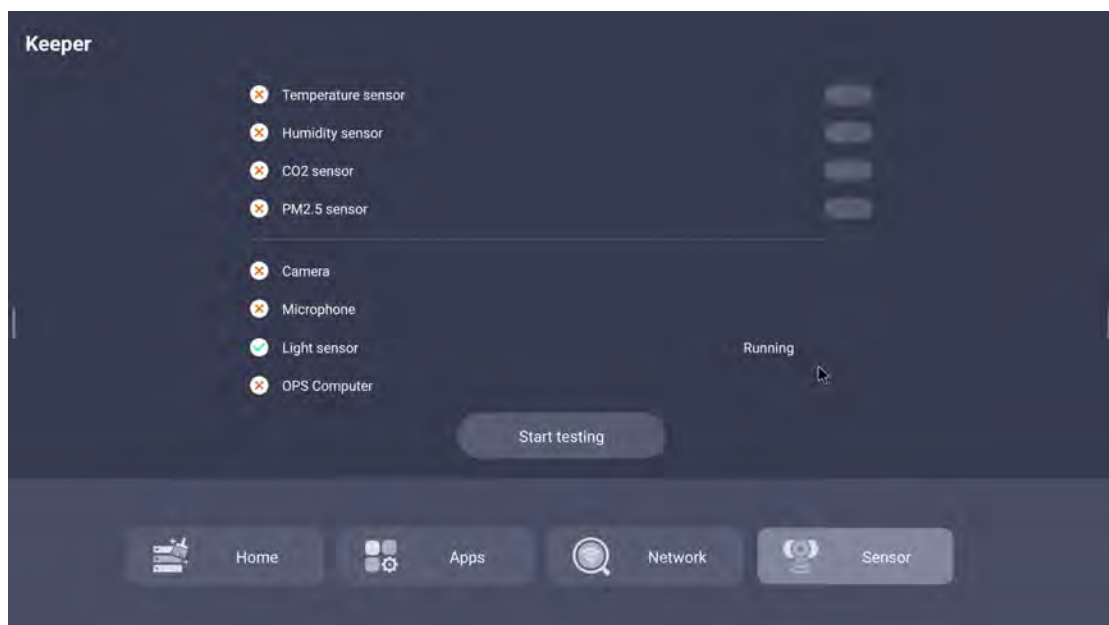 Keeper
Temperature sensor
Humidity sensor
CO2 sensor
PM2.5 sensor
Camera
Microphone
Light sensor Running
OPS Computer
Start testing
Home Apps Network Sensor